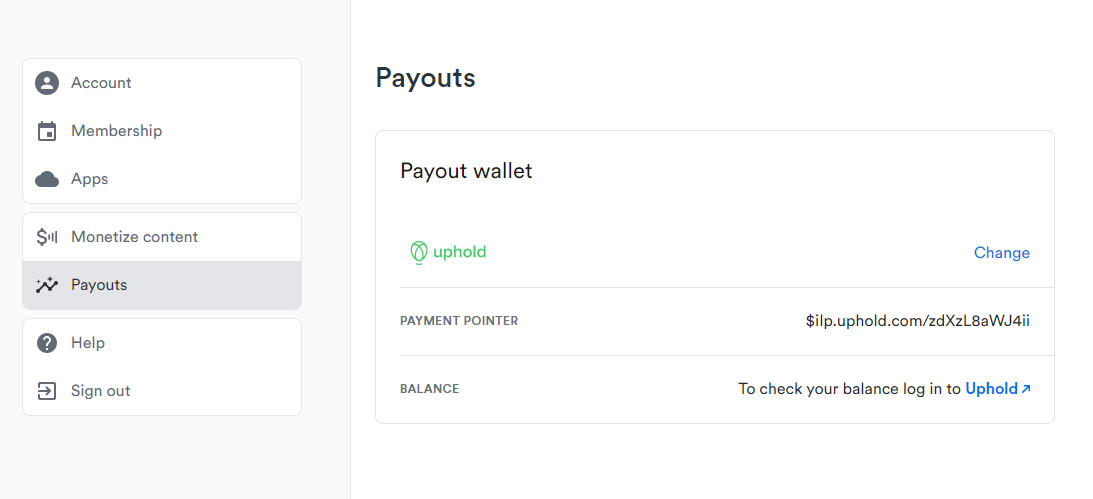 Account
Membership
Apps
Monetize content
Payouts
Help
Sign out
Payouts
Payout wallet
uphold
Change
PAYMENT POINTER
$ilp.uphold.com/zdXzL8aWJ4ii
BALANCE
To check your balance log in to Uphold